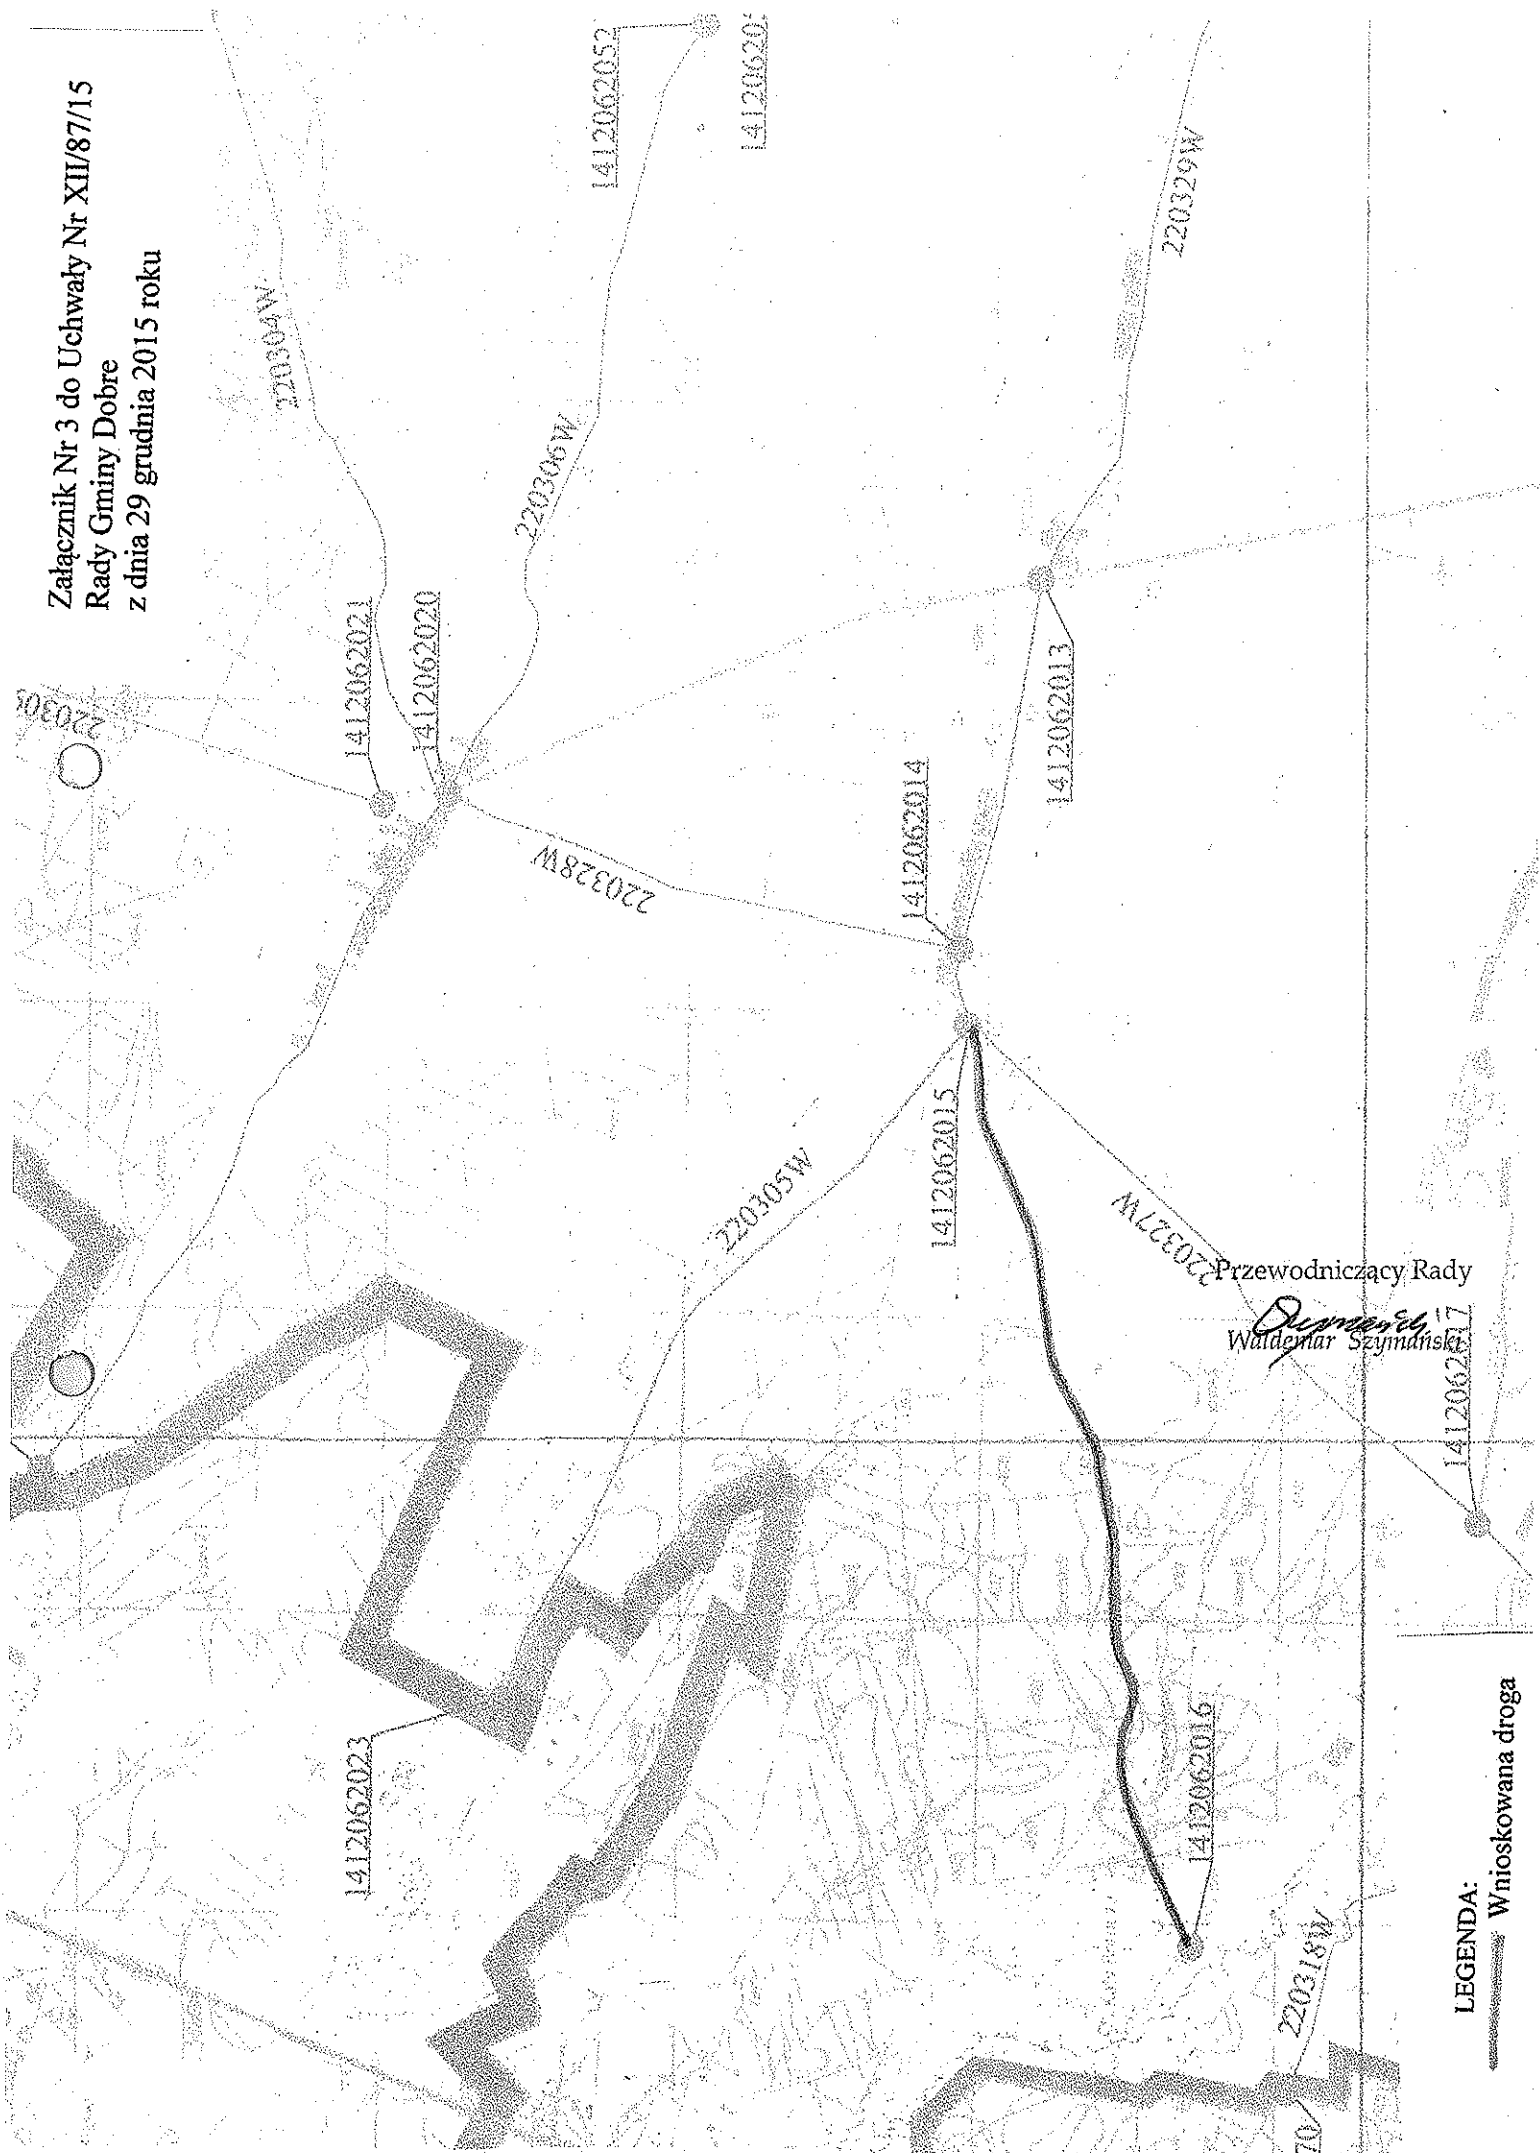 Załącznik Nr 3 do Uchwały Nr XII/87/15
Rady Gminy Dobre
z dnia 29 grudnia 2015 roku
220304W
1412062052
220306W
220329W
1412062021
1412062020
1412062013
1412062014
220328W
1412062015
220305W
220327W
Przewodniczący Rady
Waldemar Szymański
1412062017
1412062023
1412062016
220318W
LEGENDA:
Wnioskowana droga